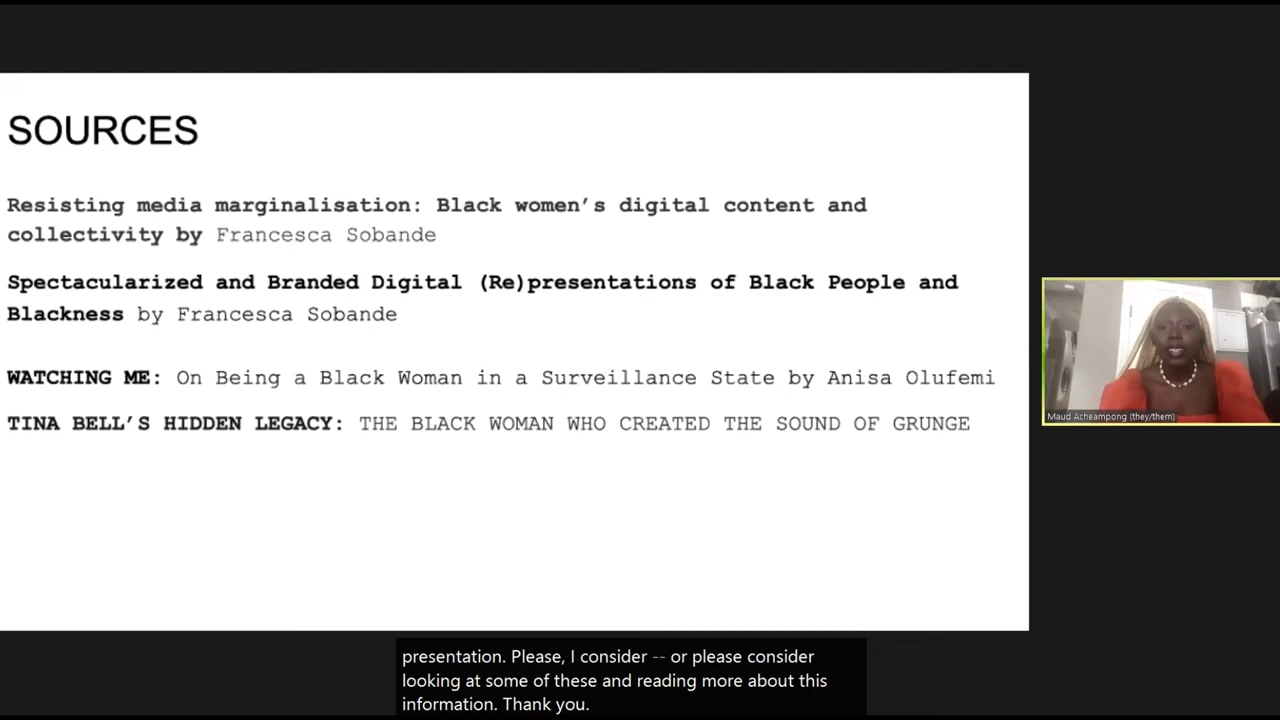 SOURCES
Resisting media marginalisation: Black women’s digital content and
collectivity by Francesca Sobande
Spectacularized and Branded Digital (Re)presentations of Black People and
Blackness by Francesca Sobande
WATCHING ME: On Being a Black Woman in a Surveillance State by Anisa Olufemi
TINA BELL’S HIDDEN LEGACY: THE BLACK WOMAN WHO CREATED THE SOUND OF GRUNGE
Maud Acheampong (they/them)
presentation. Please, I consider -- or please consider
looking at some of these and reading more about this
information. Thank you.